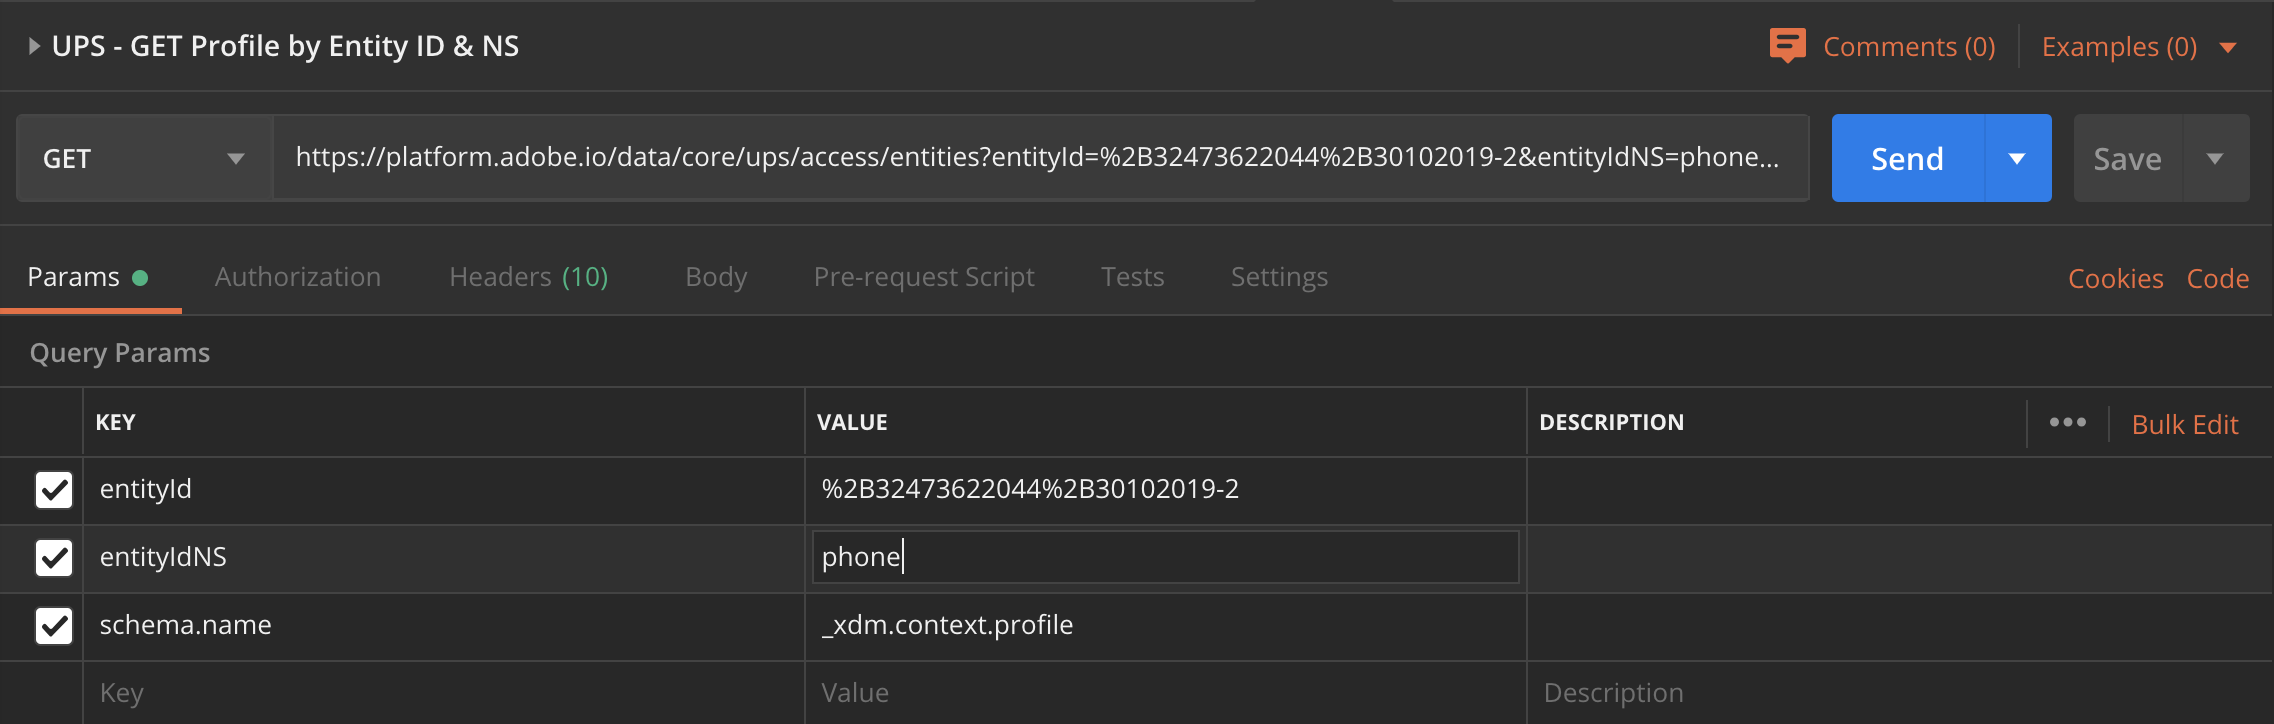 UPS - GET Profile by Entity ID & NS
Comments (0)
Examples (0)
GET
https://platform.adobe.io/data/core/ups/access/entities?entityId=%2B32473622044%2B30102019-2&entityIdNS=phone...
Send
Save
Params
Authorization
Headers (10)
Body
Pre-request Script
Tests
Settings
Cookies
Code
Query Params
KEY
VALUE
DESCRIPTION
Bulk Edit
entityId
%2B32473622044%2B30102019-2
entityIdNS
phone
schema.name
_xdm.context.profile
Key
Value
Description